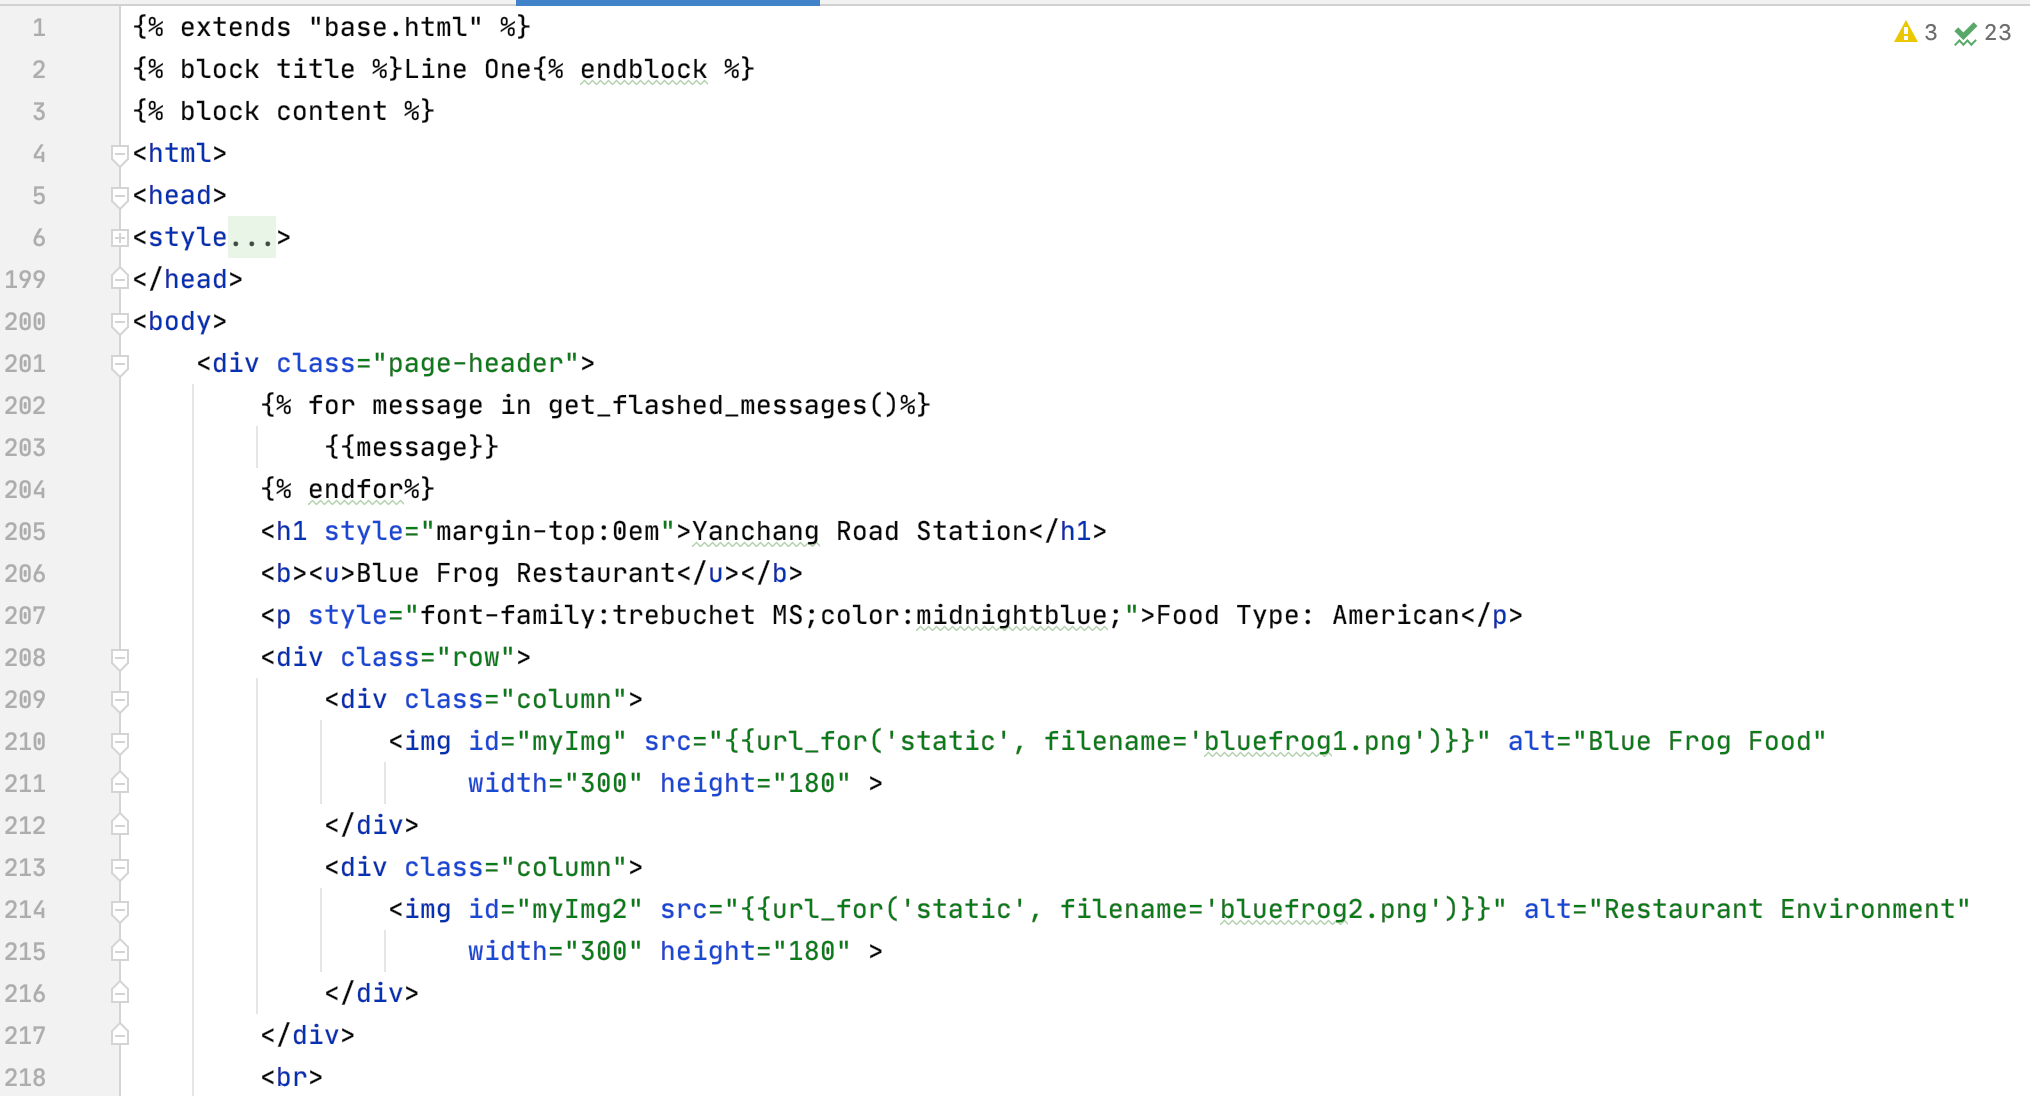 1 {% extends "base.html" %} 3 23
2 {% block title %}Line One{% endblock %}
3 {% block content %}
4 <html>
5 <head>
6 <style...>
199 </head>
200 <body>
201 <div class="page-header">
202 {% for message in get_flashed_messages()%}
203 {{message}}
204 {% endfor%}
205 <h1 style="margin-top:0em">Yanchang Road Station</h1>
206 <b><u>Blue Frog Restaurant</u></b>
207 <p style="font-family:trebuchet MS;color:midnightblue;">Food Type: American</p>
208 <div class="row">
209 <div class="column">
210 <img id="myImg" src="{{url_for('static', filename='bluefrog1.png')}}" alt="Blue Frog Food"
211 width="300" height="180" >
212 </div>
213 <div class="column">
214 <img id="myImg2" src="{{url_for('static', filename='bluefrog2.png')}}" alt="Restaurant Environment"
215 width="300" height="180" >
216 </div>
217 </div>
218 <br>